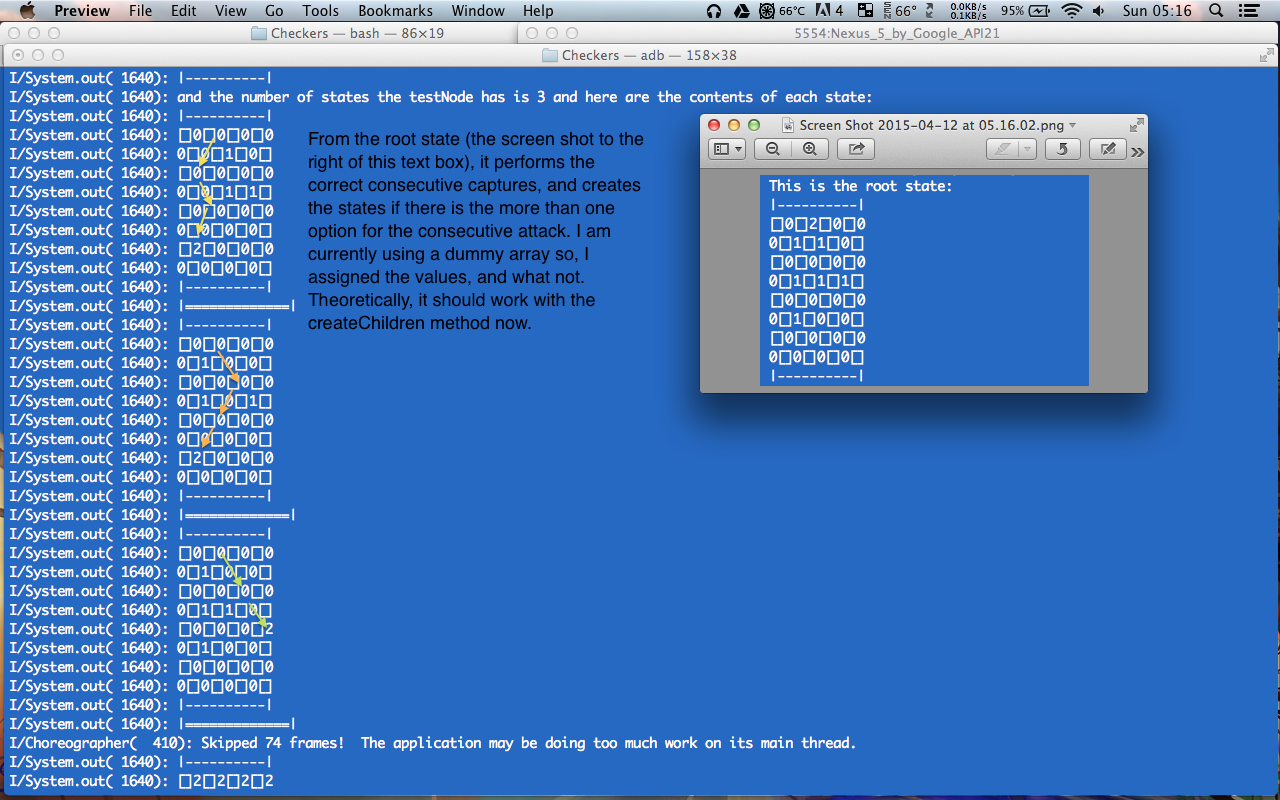 Preview File Edit View Go Tools Bookmarks Window Help 66°C 4 66° 0.0KB/s 0.1KB/s 95% Sun 05:16
Checkers — bash — 86×19
5554:Nexus_5_by_Google_API21
Checkers — adb — 158×38
I/System.out( 1640): |----------|
I/System.out( 1640): and the number of states the testNode has is 3 and here are the contents of each state:
I/System.out( 1640): |----------|
I/System.out( 1640): □0□0□0□0
I/System.out( 1640): 0□0□1□0□
I/System.out( 1640): □0□0□0□0
I/System.out( 1640): 0□0□1□1□
I/System.out( 1640): □0□0□0□0
I/System.out( 1640): 0□0□0□0□
I/System.out( 1640): □2□0□0□0
I/System.out( 1640): 0□0□0□0□
I/System.out( 1640): |----------|
I/System.out( 1640): |=============|
I/System.out( 1640): |----------|
I/System.out( 1640): □0□0□0□0
I/System.out( 1640): 0□1□0□0□
I/System.out( 1640): □0□0□0□0
I/System.out( 1640): 0□1□0□1□
I/System.out( 1640): □0□0□0□0
I/System.out( 1640): 0□0□0□0□
I/System.out( 1640): □2□0□0□0
I/System.out( 1640): 0□0□0□0□
I/System.out( 1640): |----------|
I/System.out( 1640): |=============|
I/System.out( 1640): |----------|
I/System.out( 1640): □0□0□0□0
I/System.out( 1640): 0□1□0□0□
I/System.out( 1640): □0□0□0□0
I/System.out( 1640): 0□1□1□0□
I/System.out( 1640): □0□0□0□2
I/System.out( 1640): 0□1□0□0□
I/System.out( 1640): □0□0□0□0
I/System.out( 1640): 0□0□0□0□
I/System.out( 1640): |----------|
I/System.out( 1640): |=============|
I/Choreographer( 410): Skipped 74 frames! The application may be doing too much work on its main thread.
I/System.out( 1640): |----------|
I/System.out( 1640): □2□2□2□2
From the root state (the screen shot to the
right of this text box), it performs the
correct consecutive captures, and creates
the states if there is the more than one
option for the consecutive attack. I am
currently using a dummy array so, I
assigned the values, and what not.
Theoretically, it should work with the
createChildren method now.
Screen Shot 2015-04-12 at 05.16.02.png
This is the root state:
|----------|
□0□2□0□0
0□1□1□0□
□0□0□0□0
0□1□1□1□
□0□0□0□0
0□1□0□0□
□0□0□0□0
0□0□0□0□
|----------|